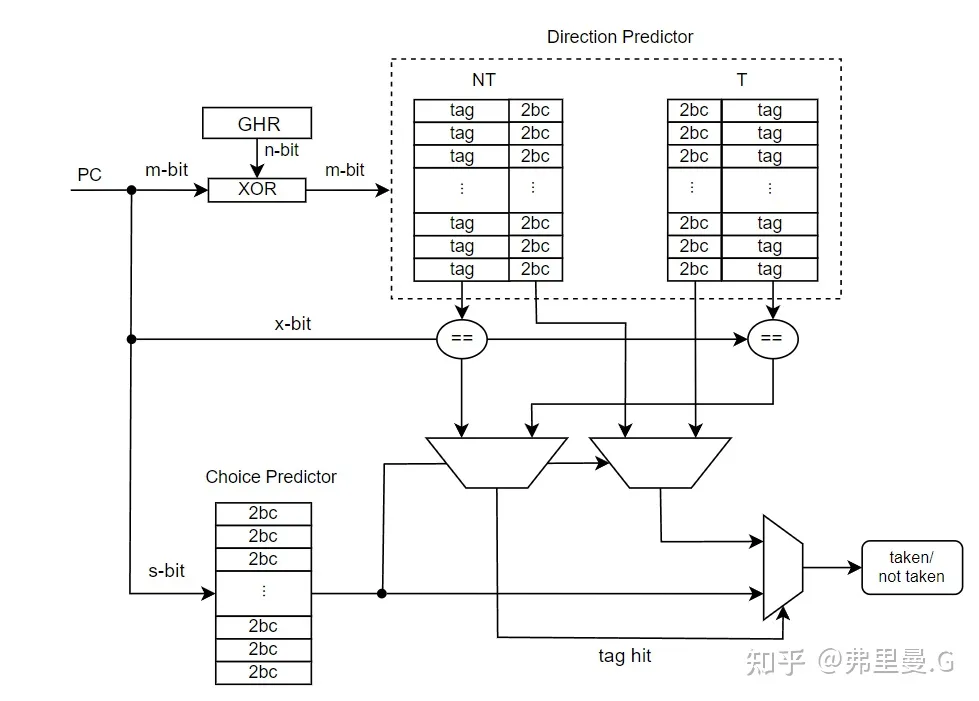 Direction Predictor
NT T
tag 2bc 2bc tag
tag 2bc 2bc tag
tag 2bc 2bc tag
⋮ ⋮ ⋮ ⋮
tag 2bc 2bc tag
tag 2bc 2bc tag
tag 2bc 2bc tag
GHR
n-bit
PC m-bit XOR m-bit
x-bit == ==
Choice Predictor
2bc
2bc
2bc
⋮
2bc
2bc
2bc
s-bit
taken/
not taken
tag hit
知乎 @弗里曼.G